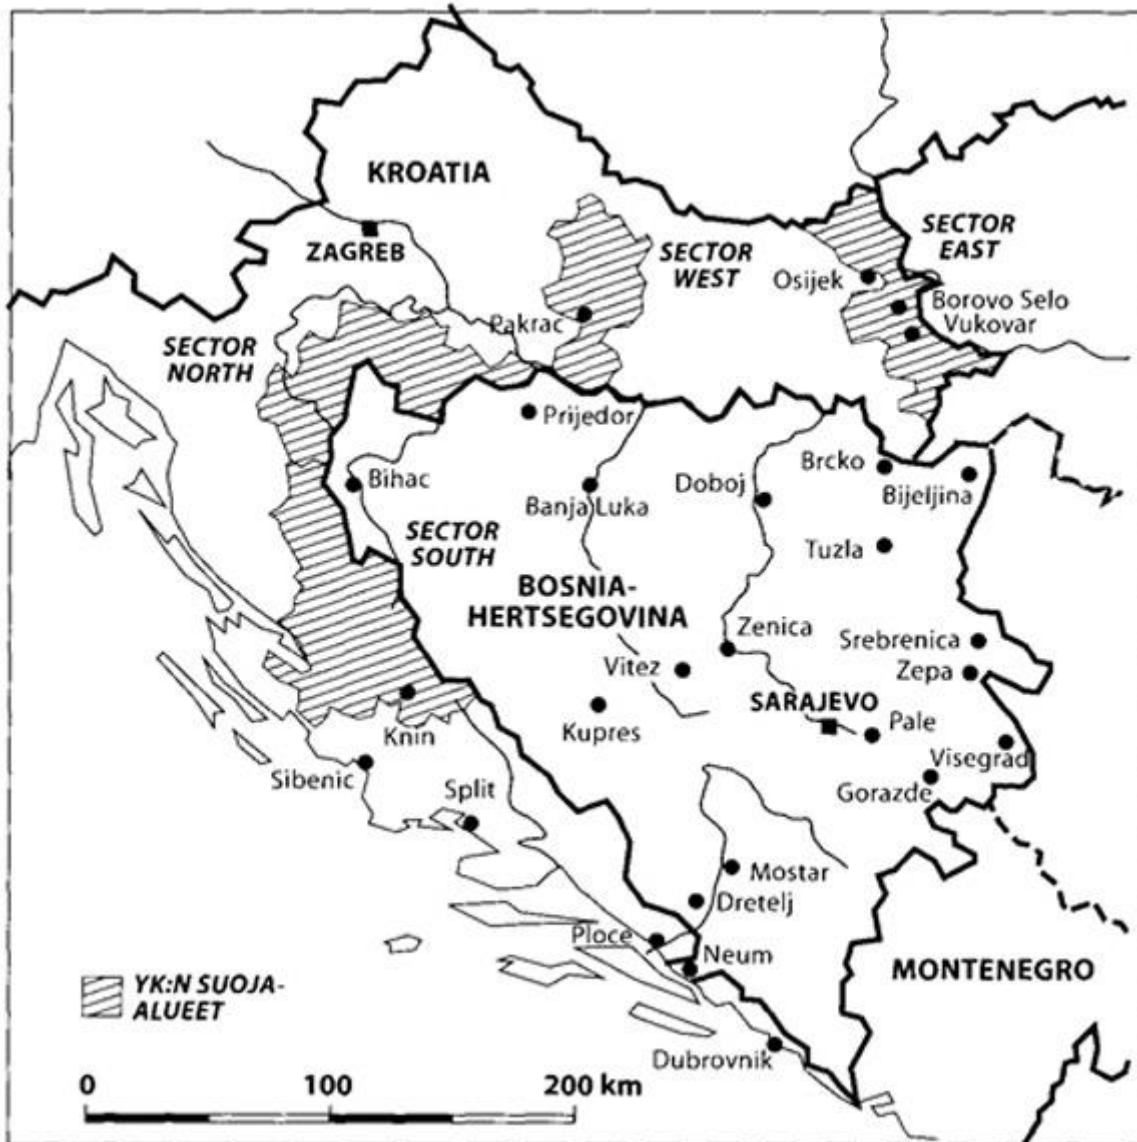 KROATIA
ZAGREB
SECTOR
WEST
SECTOR
EAST
Osijek
Borovo Selo
Vukovar
Pakrac
SECTOR
NORTH
Prijedor
Brcko
Bijeljina
Bihac
Banja Luka
Doboj
SECTOR
SOUTH
Tuzla
BOSNIA-
HERTSEGOVINA
Zenica
Srebrenica
Vitez
Zepa
SARAJEVO
Kupres
Pale
Knin
Visegrad
Sibenic
Gorazde
Split
Mostar
Dretelj
Ploce
Neum
MONTENEGRO
YK:N SUOJA-
ALUEET
Dubrovnik
0 100 200 km